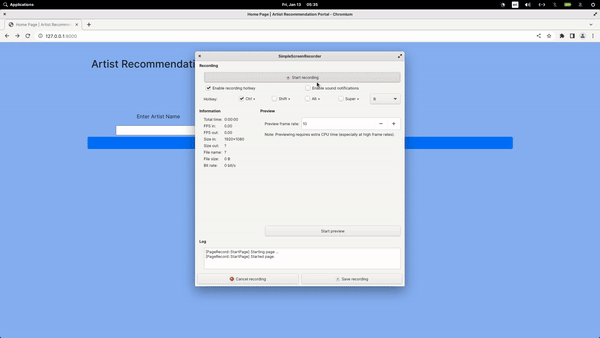 Applications
Fri, Jan 13
05:35
Home Page | Artist Recommendation Portal - Chromium
Home Page | Artist Recomm
127.0.0.1:8000
Artist Recommendati
Enter Artist Name
SimpleScreenRecorder
Recording
Start recording
Enable recording hotkey
Enable sound notifications
Hotkey:
Ctrl +
Shift +
Alt +
Super +
R
Information
Total time: 0:00:00
FPS in: 0.00
FPS out: 0.00
Size in: 1920x1080
Size out: ?
File name: ?
File size: 0 B
Bit rate: 0 bit/s
Preview
Preview frame rate: 10
Note: Previewing requires extra CPU time (especially at high frame rates).
Start preview
Log
[PageRecord::StartPage] Starting page ...
[PageRecord::StartPage] Started page.
Cancel recording
Save recording